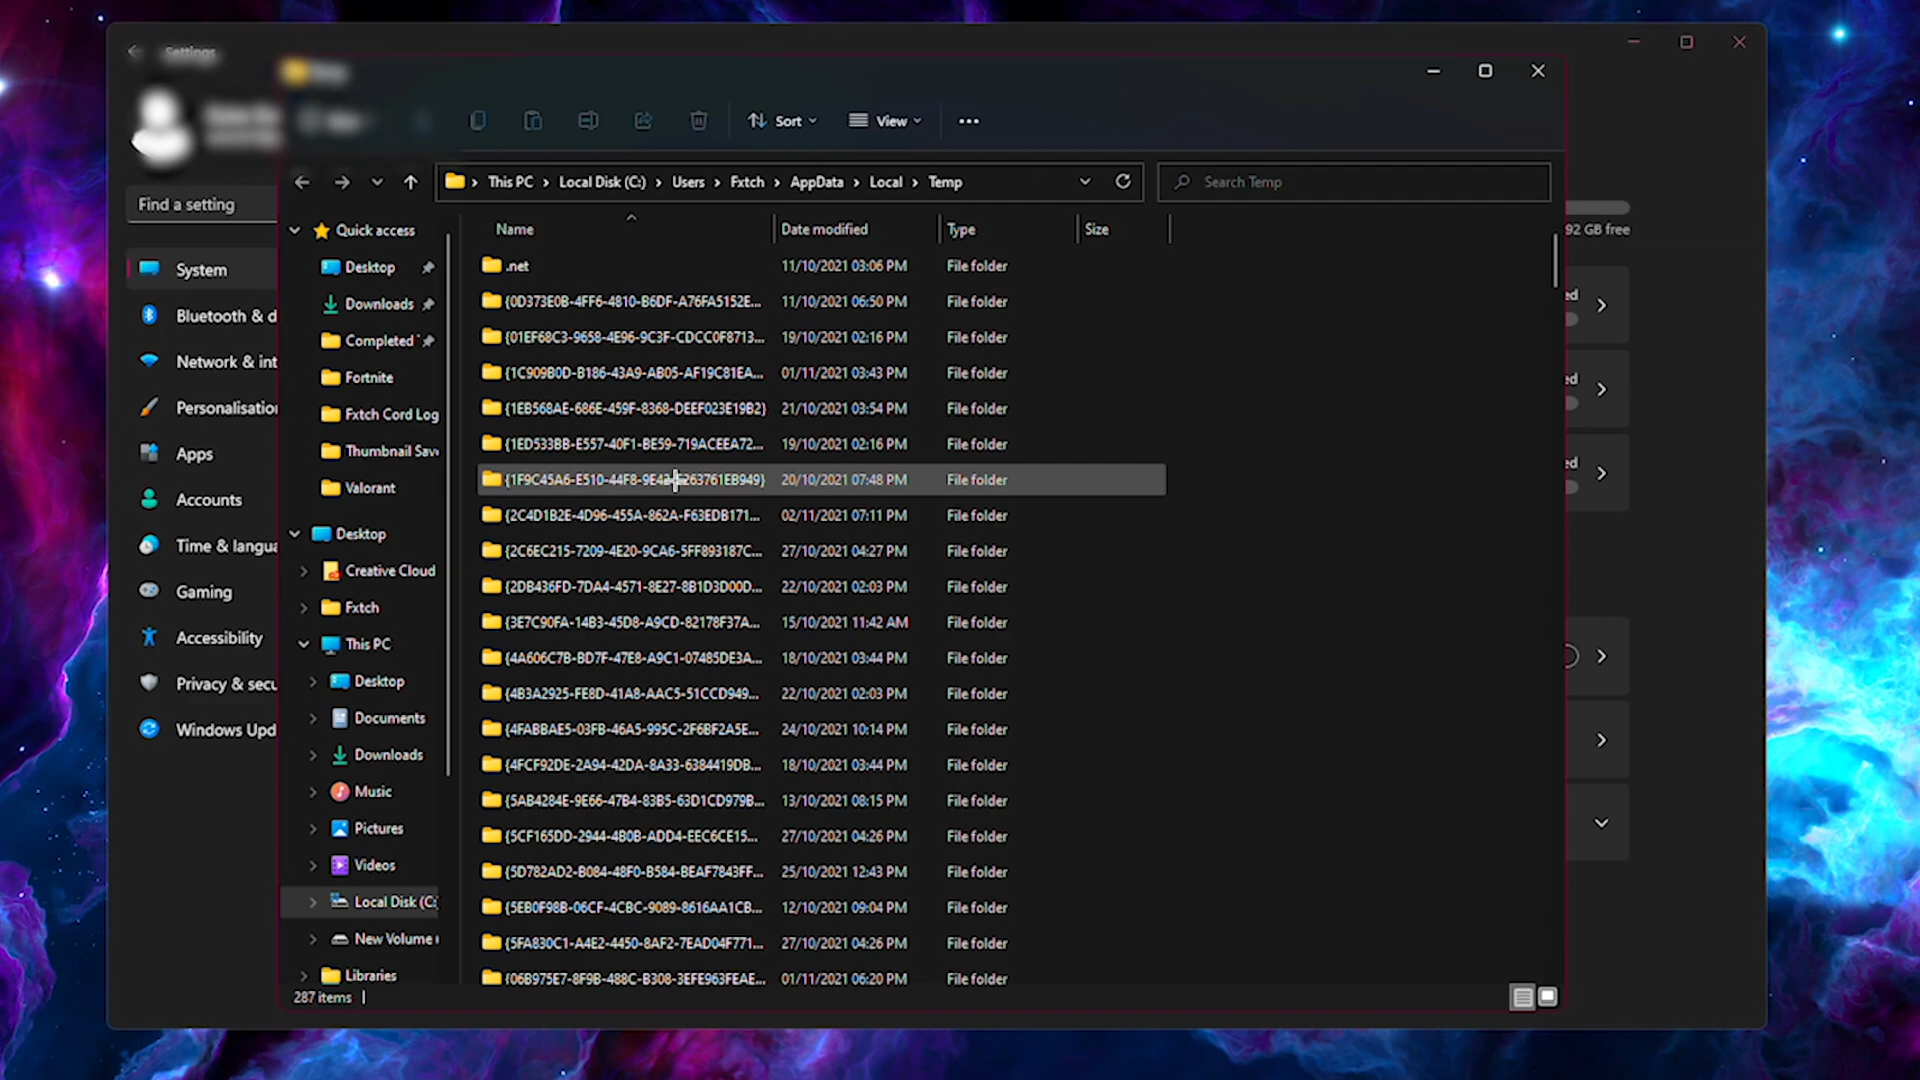 Settings
Sort
View
This PC > Local Disk (C:) > Users > Fxtch > AppData > Local > Temp
Search Temp
Find a setting
System
Bluetooth & d
Network & int
Personalisation
Apps
Accounts
Time & langua
Gaming
Accessibility
Privacy & secu
Windows Upd
Quick access
Desktop
Downloads
Completed
Fortnite
Fxtch Cord Log
Thumbnail Save
Valorant
Desktop
Creative Cloud
Fxtch
This PC
Desktop
Documents
Downloads
Music
Pictures
Videos
Local Disk (C:)
New Volume
Libraries
287 items
Name Date modified Type Size
.net 11/10/2021 03:06 PM File folder
{0D373E0B-4FF6-4810-B6DF-A76FA5152E... 11/10/2021 06:50 PM File folder
{01EF68C3-9658-4E96-9C3F-CDCC0F8713... 19/10/2021 02:16 PM File folder
{1C909B0D-B186-43A9-AB05-AF19C81EA... 01/11/2021 03:43 PM File folder
{1EB568AE-686E-459F-8368-DEEF023E19B2} 21/10/2021 03:54 PM File folder
{1ED533BB-E557-40F1-BE59-719ACEEA72... 19/10/2021 02:16 PM File folder
20/10/2021 07:48 PM File folder
{2C4D1B2E-4D96-455A-862A-F63EDB171... 02/11/2021 07:11 PM File folder
{2C6EC215-7209-4E20-9CA6-5FF893187C... 27/10/2021 04:27 PM File folder
{2DB436FD-7DA4-4571-8E27-8B1D3D00D... 22/10/2021 02:03 PM File folder
{3E7C90FA-14B3-45D8-A9CD-82178F37A... 15/10/2021 11:42 AM File folder
{4A606C7B-BD7F-47E8-A9C1-07485DE3A... 18/10/2021 03:44 PM File folder
{4B3A2925-FE8D-41A8-AAC5-51CCD949... 22/10/2021 02:03 PM File folder
{4FABBAE5-03FB-46A5-995C-2F6BF2A5E... 24/10/2021 10:14 PM File folder
{4FCF92DE-2A94-42DA-8A33-6384419DB... 18/10/2021 03:44 PM File folder
{5AB4284E-9E66-47B4-83B5-63D1CD979B... 13/10/2021 08:15 PM File folder
{5CF165DD-2944-4B0B-ADD4-EEC6CE15... 27/10/2021 04:26 PM File folder
{5D782AD2-B084-48F0-B584-BEAF7843FF... 25/10/2021 12:43 PM File folder
{5EB0F98B-06CF-4CBC-9089-8616AA1CB... 12/10/2021 09:04 PM File folder
{5FA830C1-A4E2-4450-8AF2-7EAD04F771... 27/10/2021 04:26 PM File folder
{06B975E7-8F9B-488C-B308-3EFE963FEAE... 01/11/2021 06:20 PM File folder
92 GB free
ed
ed
ed